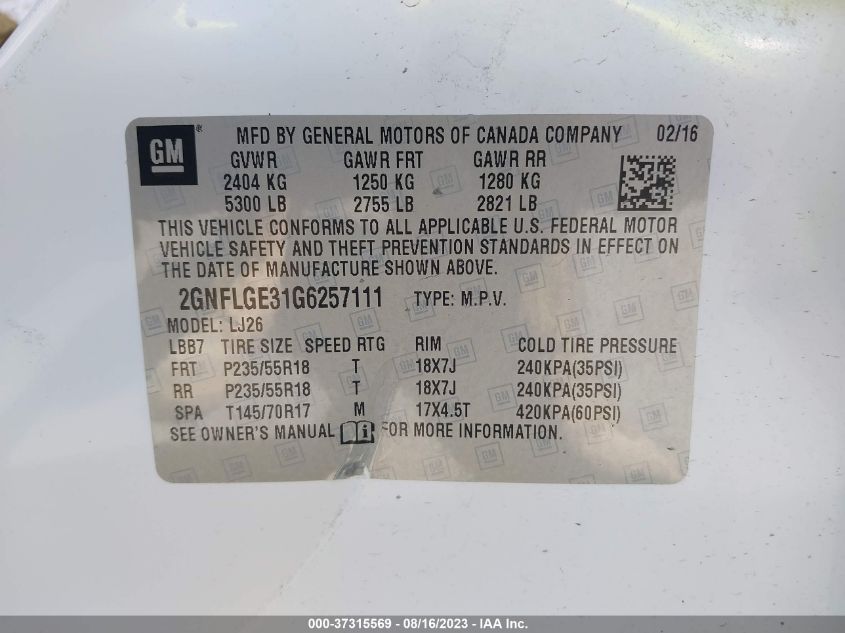 GM ® MFD BY GENERAL MOTORS OF CANADA COMPANY 02/16
GVWR GAWR FRT GAWR RR
2404 KG 1250 KG 1280 KG
5300 LB 2755 LB 2821 LB
THIS VEHICLE CONFORMS TO ALL APPLICABLE U.S. FEDERAL MOTOR
VEHICLE SAFETY AND THEFT PREVENTION STANDARDS IN EFFECT ON
THE DATE OF MANUFACTURE SHOWN ABOVE.
2GNFLGE31G6257111 TYPE: M.P.V.
MODEL: LJ26
LBB7 TIRE SIZE SPEED RTG RIM COLD TIRE PRESSURE
FRT P235/55R18 T 18X7J 240KPA(35PSI)
RR P235/55R18 T 18X7J 240KPA(35PSI)
SPA T145/70R17 M 17X4.5T 420KPA(60PSI)
SEE OWNER'S MANUAL FOR MORE INFORMATION.
000-37315569 - 08/16/2023 - IAA Inc.